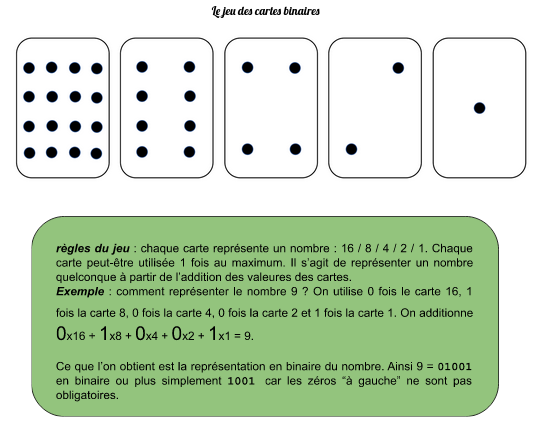 Le jeu des cartes binaires
règles du jeu : chaque carte représente un nombre : 16 / 8 / 4 / 2 / 1. Chaque
carte peut-être utilisée 1 fois au maximum. Il s'agit de représenter un nombre
quelconque à partir de l'addition des valeures des cartes.
Exemple : comment représenter le nombre 9 ? On utilise 0 fois le carte 16, 1
fois la carte 8, 0 fois la carte 4, 0 fois la carte 2 et 1 fois la carte 1. On additionne
0x16 + 1x8 + 0x4 + 0x2 + 1x1 = 9.
Ce que l'on obtient est la représentation en binaire du nombre. Ainsi 9 = 01001
en binaire ou plus simplement 1001 car les zéros "à gauche" ne sont pas
obligatoires.